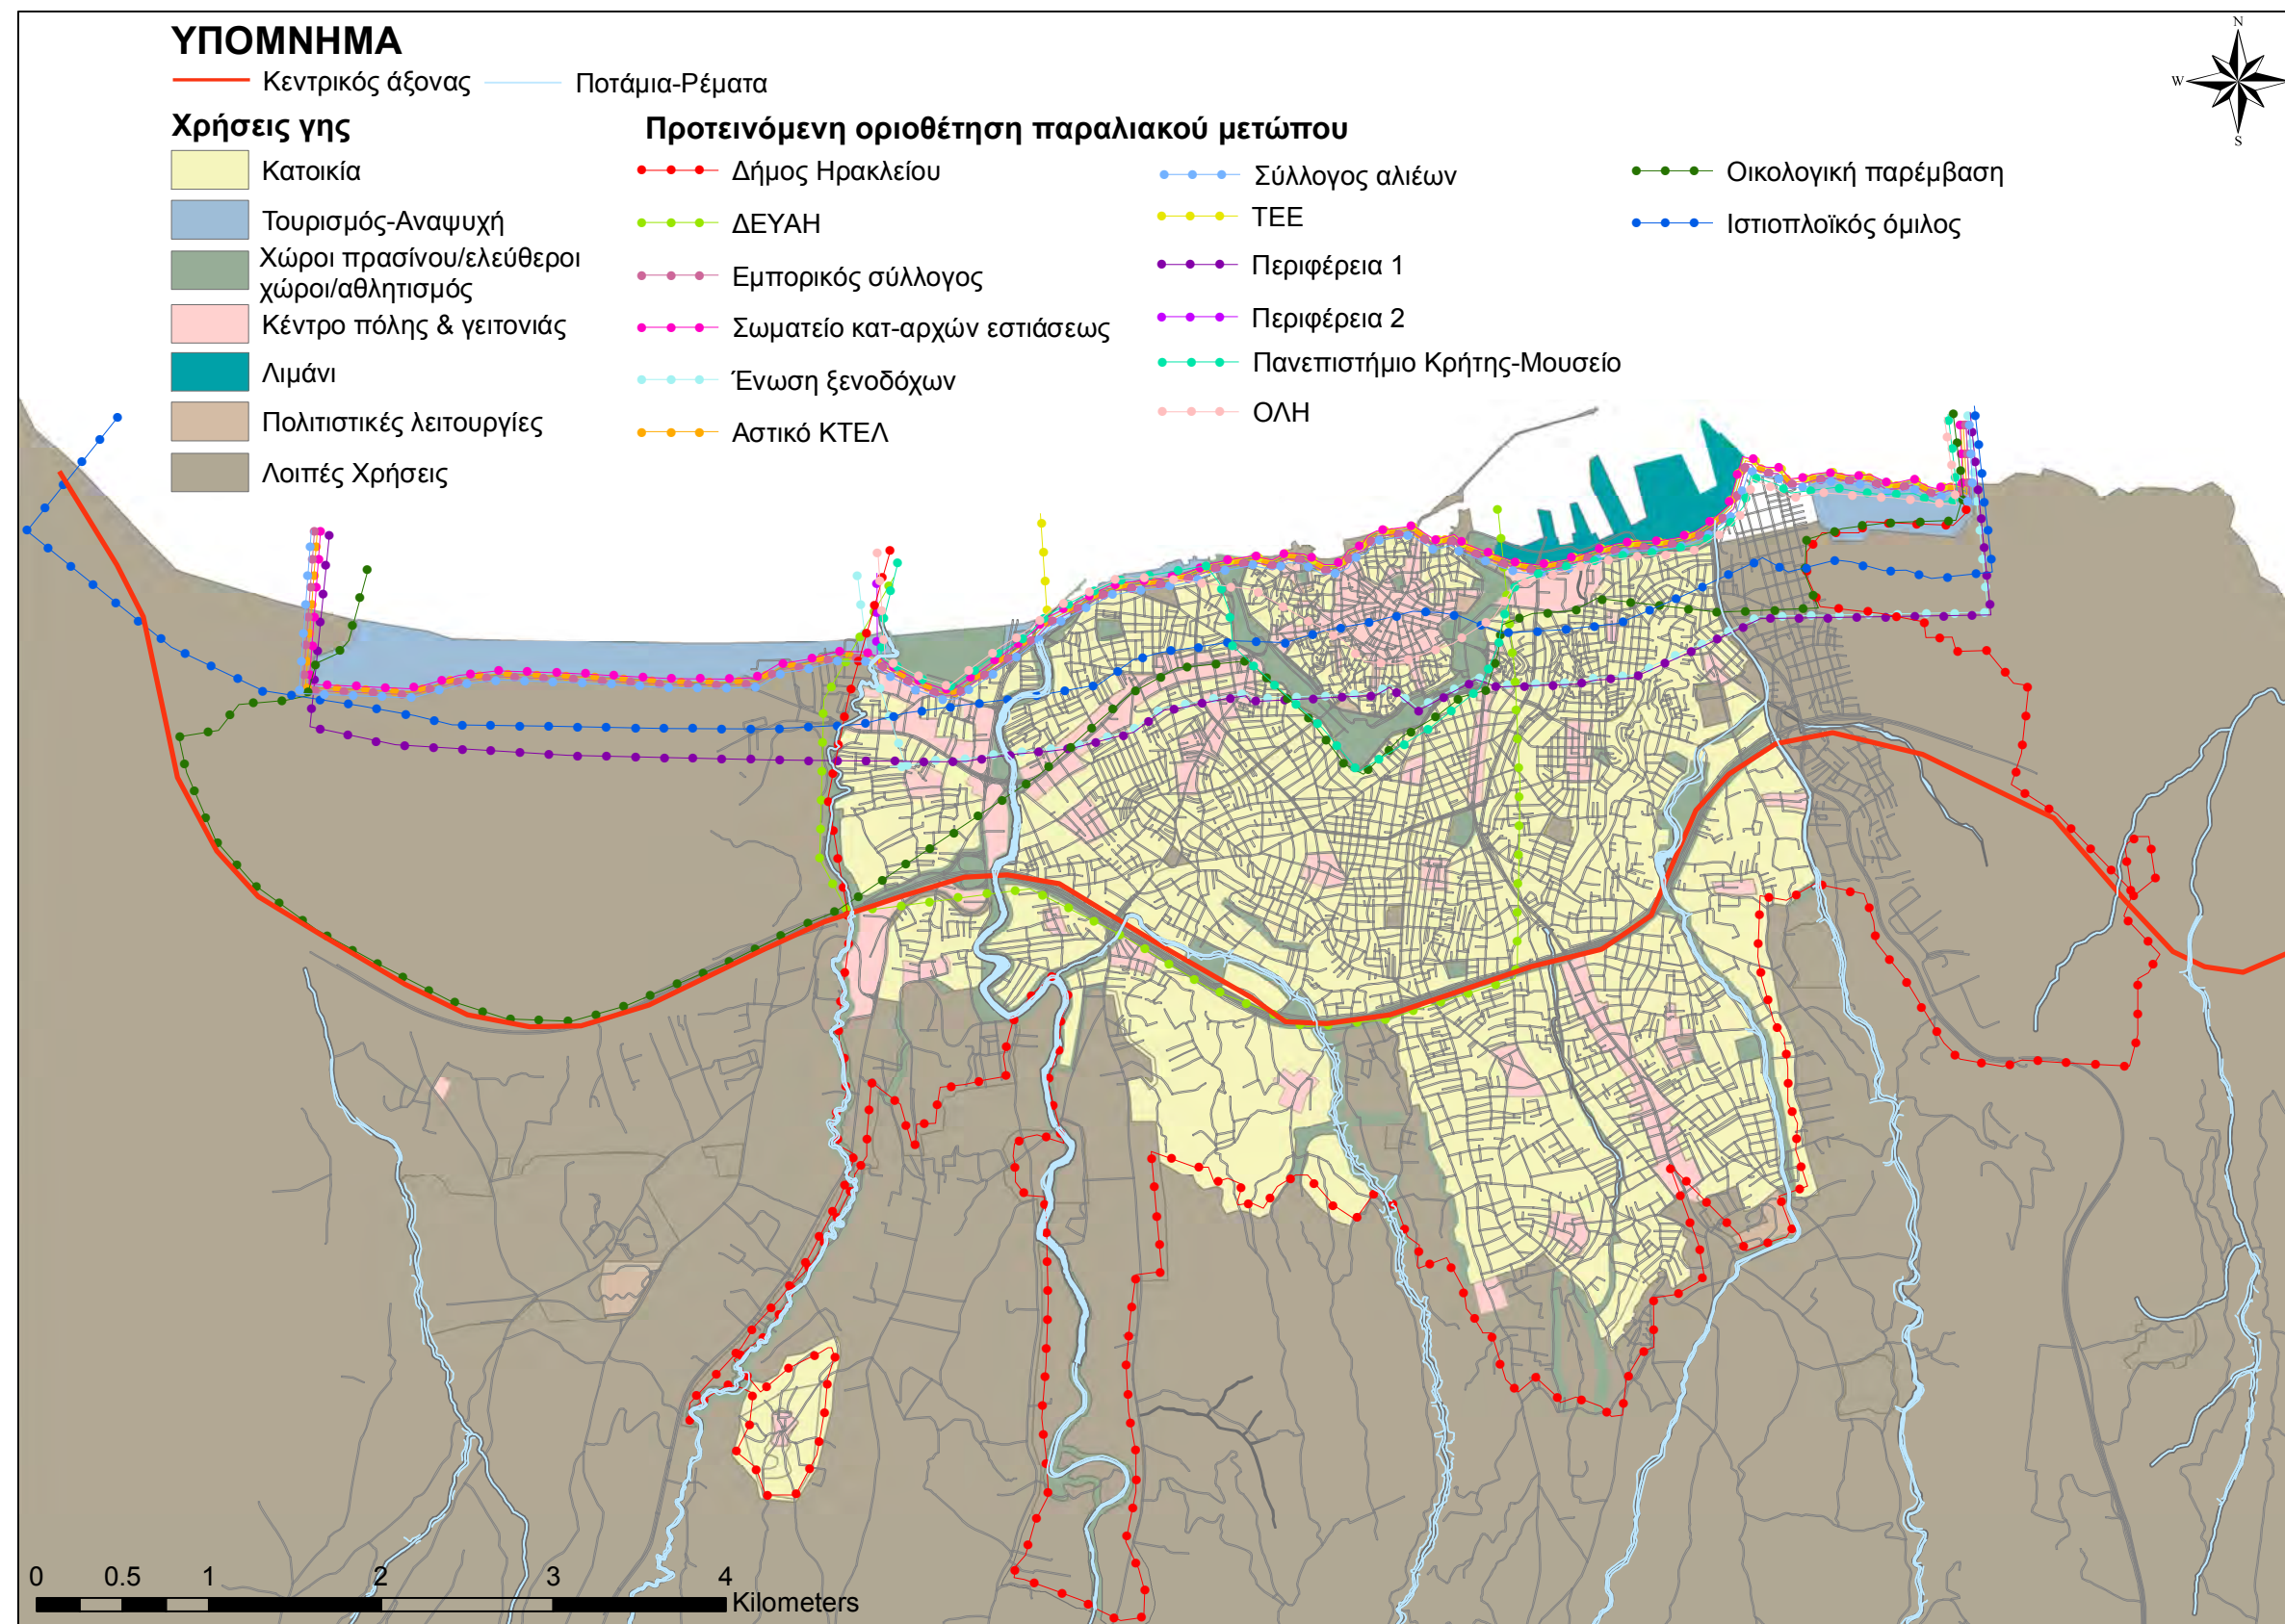 ΥΠΟΜΝΗΜΑ
Κεντρικός άξονας
Ποτάμια-Ρέματα
Χρήσεις γης
Κατοικία
Τουρισμός-Αναψυχή
Χώροι πρασίνου/ελεύθεροι
χώροι/αθλητισμός
Κέντρο πόλης & γειτονιάς
Λιμάνι
Πολιτιστικές λειτουργίες
Λοιπές Χρήσεις
Προτεινόμενη οριοθέτηση παραλιακού μετώπου
Δήμος Ηρακλείου
ΔΕΥΑΗ
Εμπορικός σύλλογος
Σωματείο κατ-αρχών εστιάσεως
Ένωση ξενοδόχων
Αστικό ΚΤΕΛ
Σύλλογος αλιέων
ΤΕΕ
Περιφέρεια 1
Περιφέρεια 2
Πανεπιστήμιο Κρήτης-Μουσείο
ΟΛΗ
Οικολογική παρέμβαση
Ιστιοπλοϊκός όμιλος
N
W
S
0 0.5 1 2 3 4
Kilometers